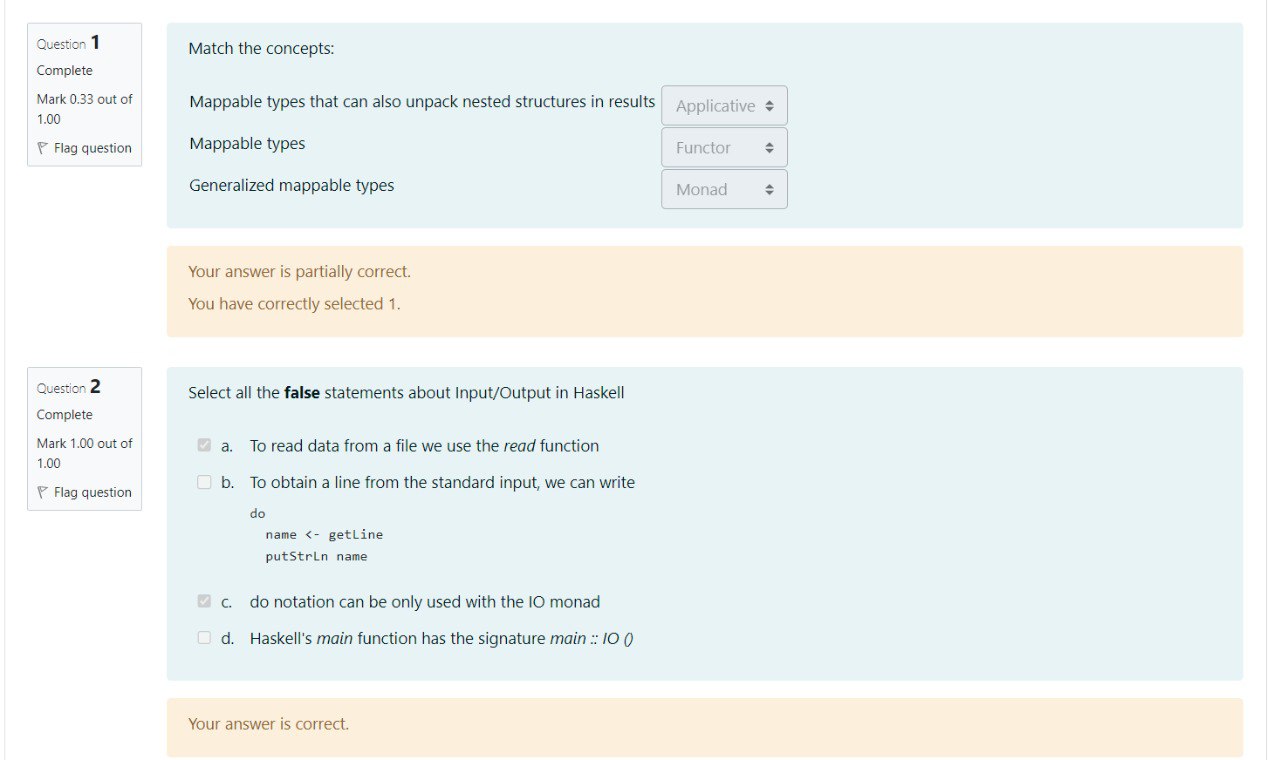 Question 1
Complete
Mark 0.33 out of
1.00
Flag question
Match the concepts:
Mappable types that can also unpack nested structures in results Applicative
Mappable types Functor
Generalized mappable types Monad
Your answer is partially correct.
You have correctly selected 1.
Question 2
Complete
Mark 1.00 out of
1.00
Flag question
Select all the false statements about Input/Output in Haskell
a. To read data from a file we use the read function
b. To obtain a line from the standard input, we can write
do
name <- getLine
putStrLn name
c. do notation can be only used with the IO monad
d. Haskell's main function has the signature main :: IO ()
Your answer is correct.